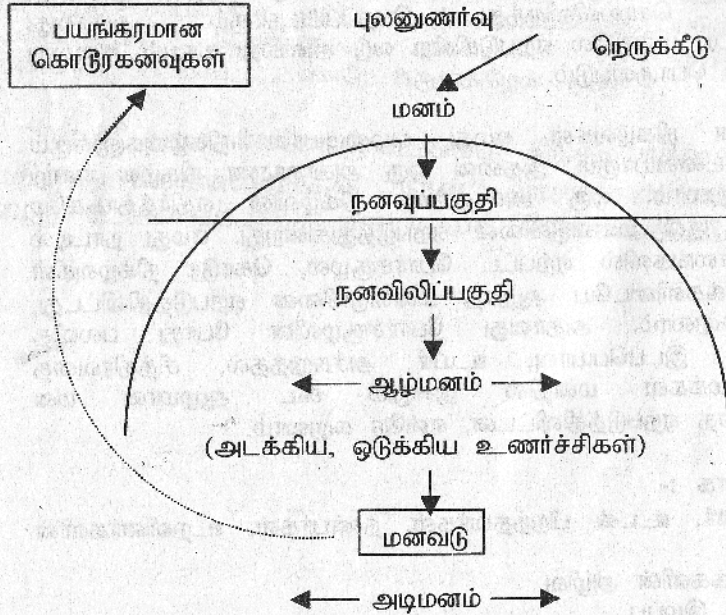 பயங்கரமான
கொடூரகனவுகள்
புலனுணர்வு
நெருக்கீடு
மனம்
நனவுப்பகுதி
நனவிலிப்பகுதி
ஆழ்மனம்
(அடக்கிய, ஒடுக்கிய உணர்ச்சிகள்)
மனவடு
அடிமனம்